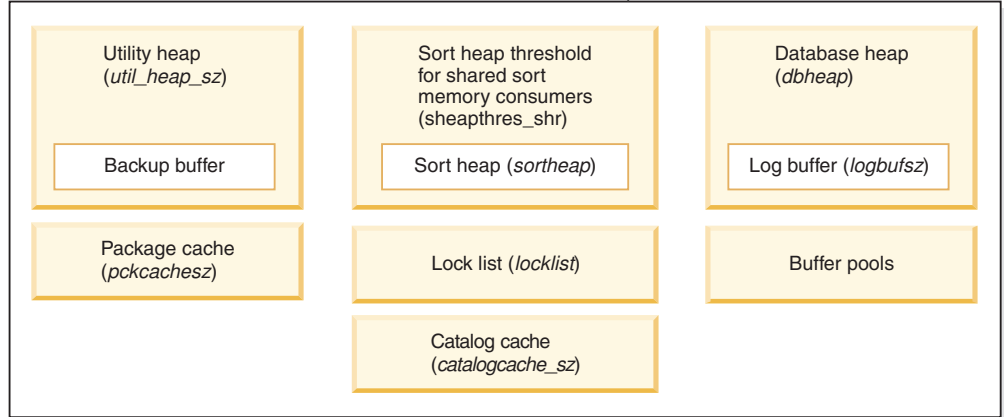 Utility heap
(util_heap_sz)
Backup buffer
Sort heap threshold
for shared sort
memory consumers
(sheapthres_shr)
Sort heap (sortheap)
Database heap
(dbheap)
Log buffer (logbufsz)
Package cache
(pckcachesz)
Lock list (locklist)
Buffer pools
Catalog cache
(catalogcache_sz)